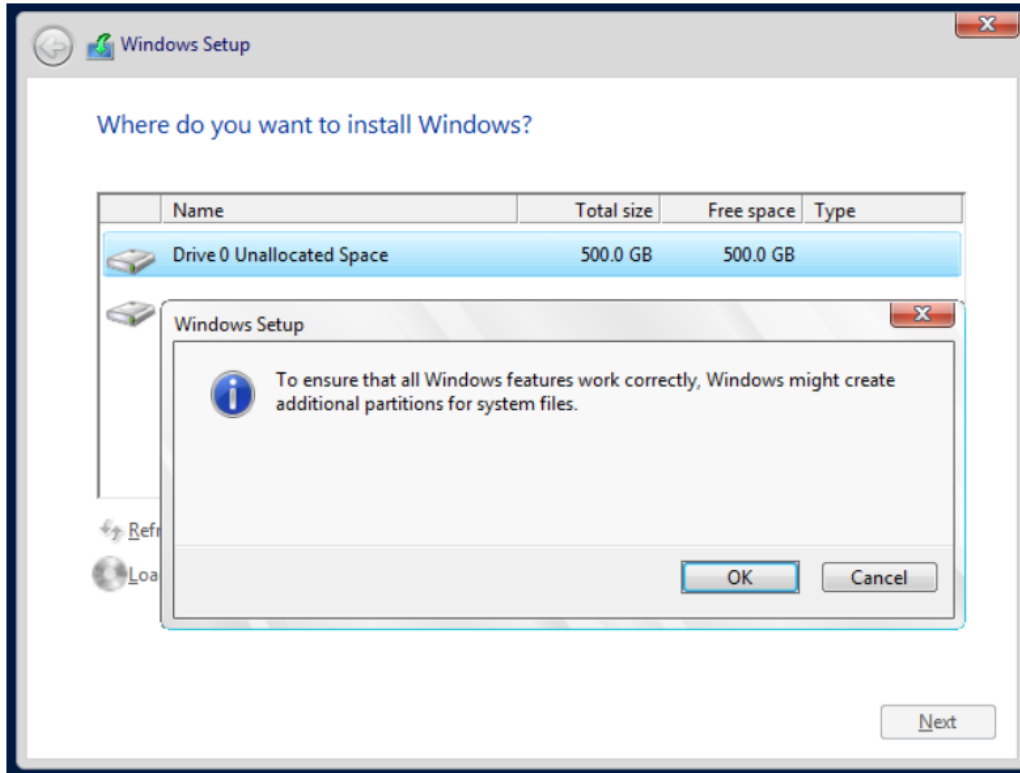 Windows Setup
Where do you want to install Windows?
Name Total size Free space Type
Drive 0 Unallocated Space 500.0 GB 500.0 GB
Windows Setup
To ensure that all Windows features work correctly, Windows might create
additional partitions for system files.
OK Cancel
Next